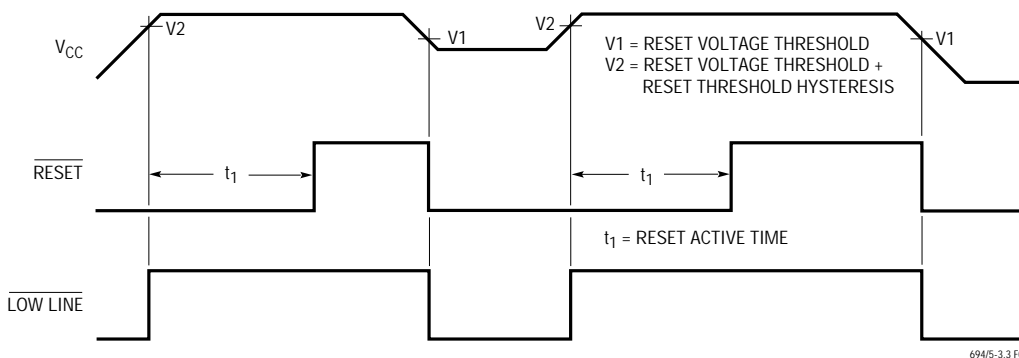 V2
V2
VCC
V1
V1
V1 = RESET VOLTAGE THRESHOLD
V2 = RESET VOLTAGE THRESHOLD +
RESET THRESHOLD HYSTERESIS
RESET
t1
t1
t1 = RESET ACTIVE TIME
LOW LINE
694/5-3.3